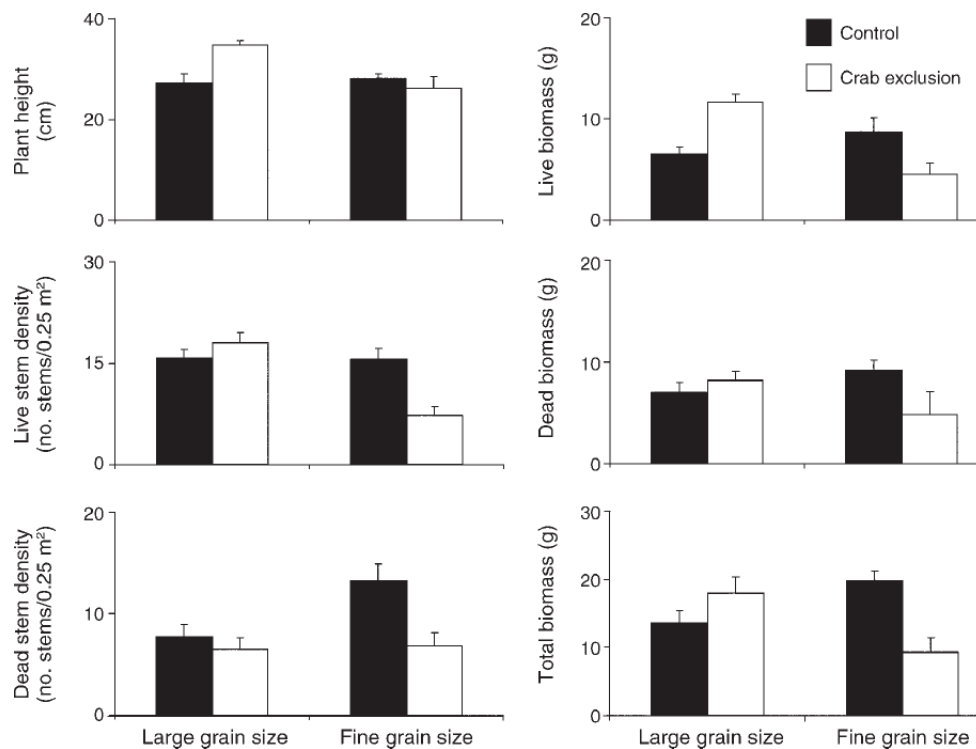 Plant height
(cm)
40
20
0
Live biomass (g)
20
10
0
Control
Crab exclusion
Live stem density
(no. stems/0.25 m²)
30
15
0
Dead biomass (g)
20
10
0
Dead stem density
(no. stems/0.25 m²)
20
10
0
Large grain size
Fine grain size
Total biomass (g)
30
20
10
0
Large grain size
Fine grain size